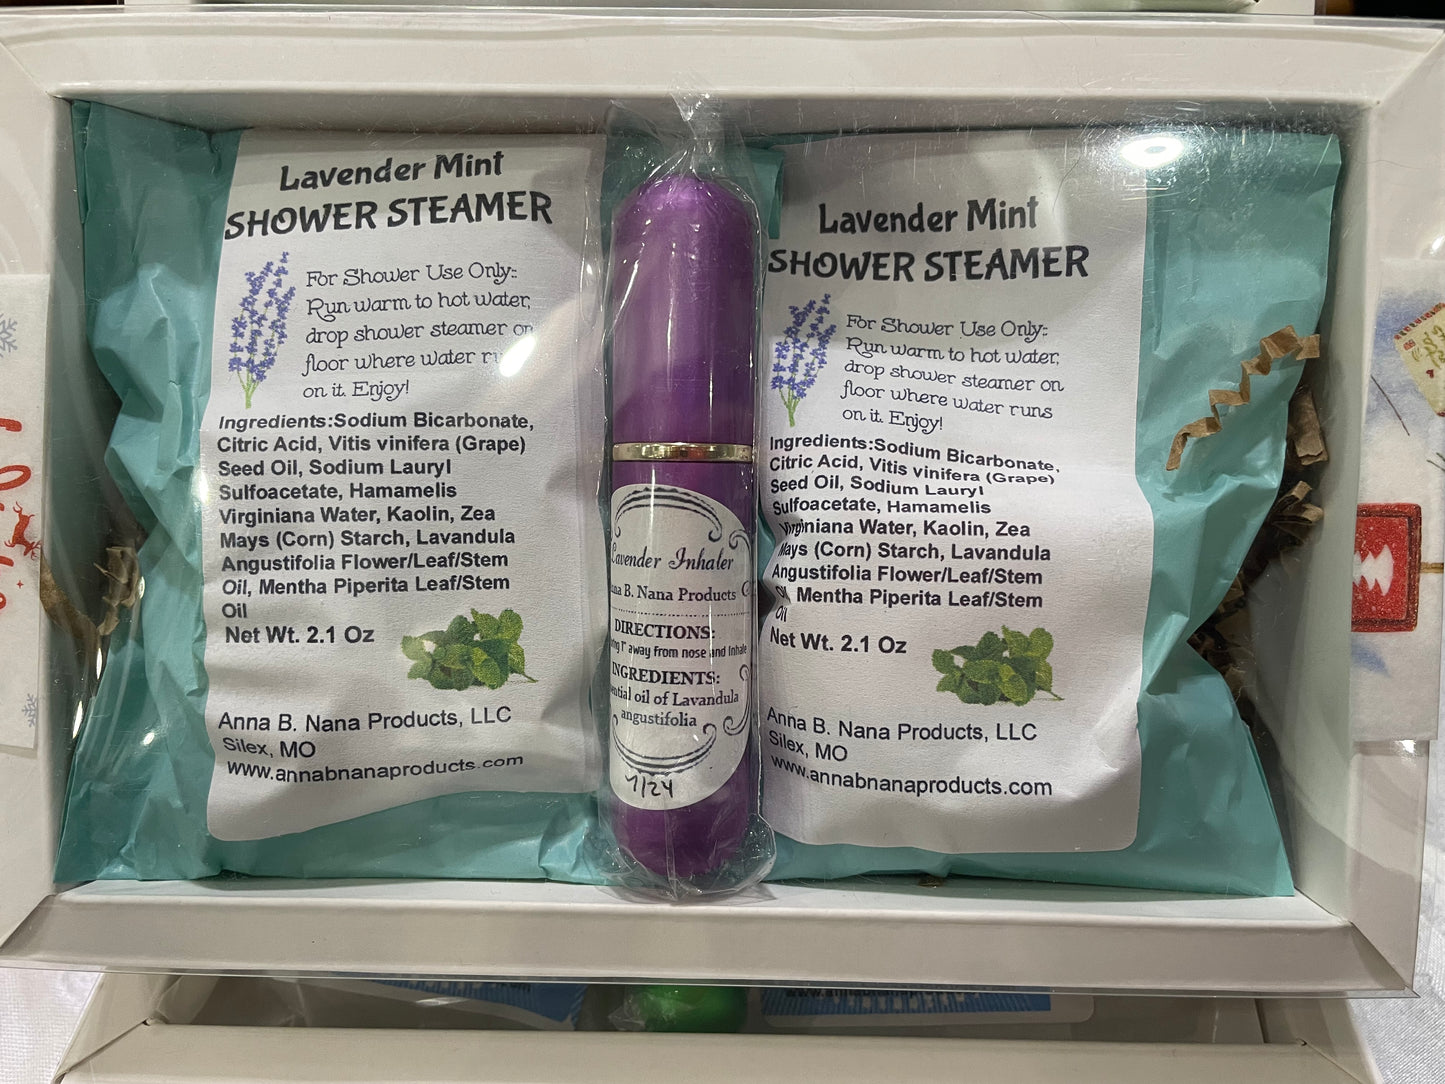 Lavender Mint
SHOWER STEAMER
For Shower Use Only::
Run warm to hot water,
drop shower steamer on
floor where water
on it. Enjoy!
Ingredients:Sodium Bicarbonate,
Citric Acid, Vitis vinifera (Grape)
Seed Oil, Sodium Lauryl
Sulfoacetate, Hamamelis
Virginiana Water, Kaolin, Zea
Mays (Corn) Starch, Lavandula
Angustifolia Flower/Leaf/Stem
Oil, Mentha Piperita Leaf/Stem
Oil
Net Wt. 2.1 Oz
Anna B. Nana Products, LLC
Silex, MO
www.annabnanaproducts.com
Lavender Inhaler
B. Nana Products
DIRECTIONS:
1" away from nose and Inhale
INGREDIENTS:
oil of Lavandula
angustifolia
1/24
Lavender Mint
SHOWER STEAMER
For Shower Use Only::
Run warm to hot water,
drop shower steamer on
floor where water runs
on it. Enjoy!
Ingredients:Sodium Bicarbonate,
Citric Acid, Vitis vinifera (Grape)
Seed Oil, Sodium Lauryl
Sulfoacetate, Hamamelis
Virginiana Water, Kaolin, Zea
Mays (Corn) Starch, Lavandula
Angustifolia Flower/Leaf/Stem
Oil, Mentha Piperita Leaf/Stem
Oil
Net Wt. 2.1 Oz
Anna B. Nana Products, LLC
Silex, MO
www.annabnanaproducts.com